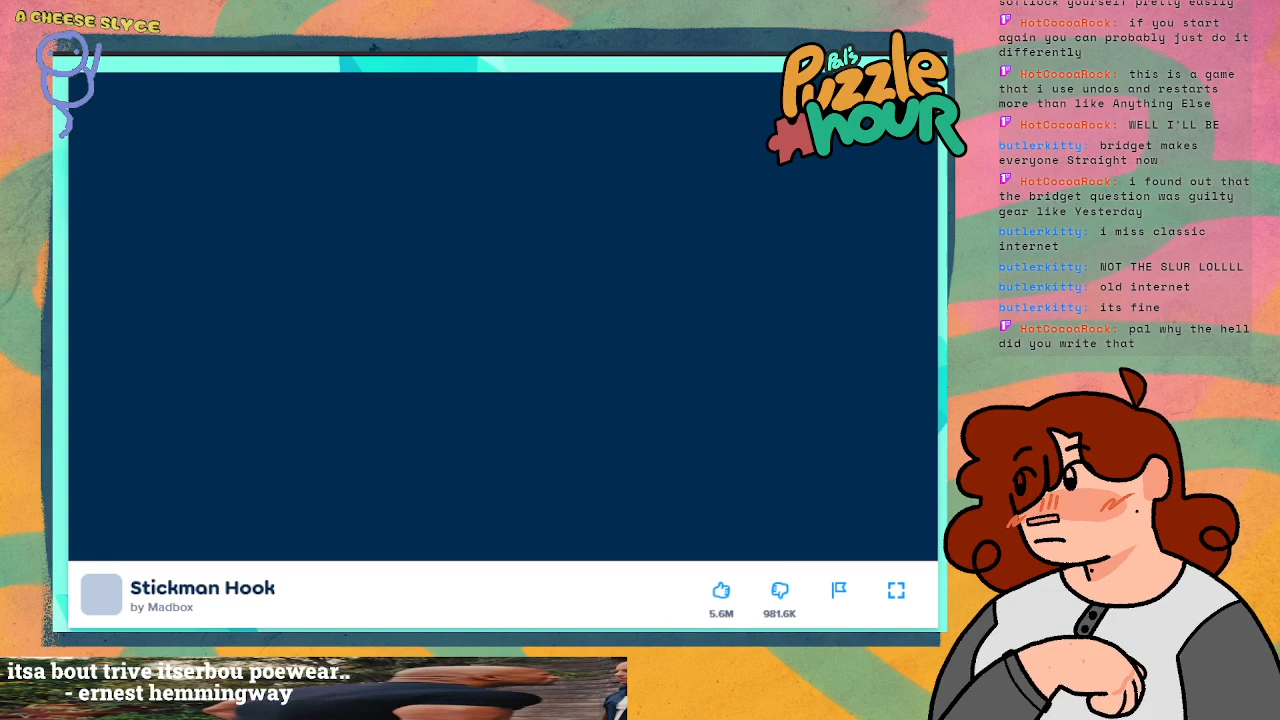 A CHEESE SLYCE
Pal's
Puzzle
hOUR
softlock yourself pretty easily
HotCocoaRock: if you start
again you can probably just do it
differently
HotCocoaRock: this is a game
that i use undos and restarts
more than like Anything Else
HotCocoaRock: WELL I'LL BE
butlerkitty: bridget makes
everyone Straight now
HotCocoaRock: i found out that
the bridget question was guilty
gear like Yesterday
butlerkitty: i miss classic
internet
butlerkitty: NOT THE SLUR LOLLLL
butlerkitty: old internet
butlerkitty: its fine
HotCocoaRock: pal why the hell
did you write that
Stickman Hook
by Madbox
5.6M
981.6K
itsa bout trive itserbou poewear..
- ernest hemmingway